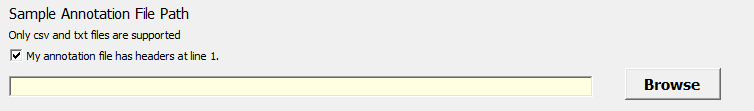 Sample Annotation File Path
Only csv and txt files are supported
My annotation file has headers at line 1.
Browse